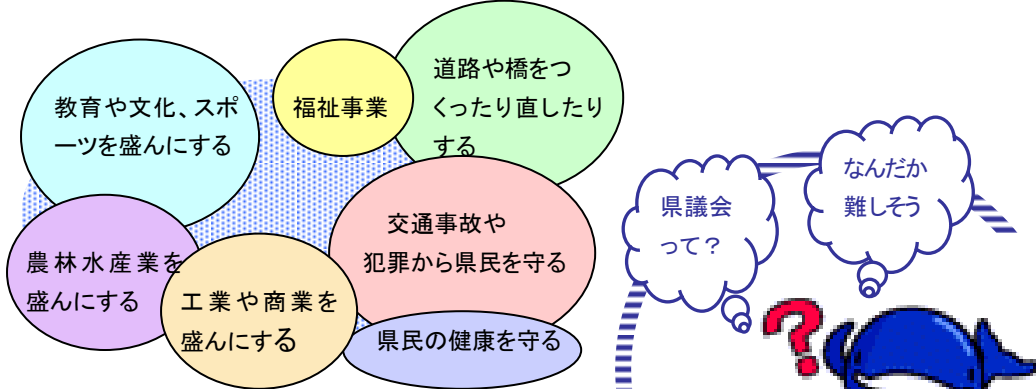 教育や文化、スポ
ーツを盛んにする
福祉事業
道路や橋をつ
くったり直したり
する
農林水産業を
盛んにする
工業や商業を
盛んにする
交通事故や
犯罪から県民を守る
県民の健康を守る
県議会
って？
なんだか
難しそう
?